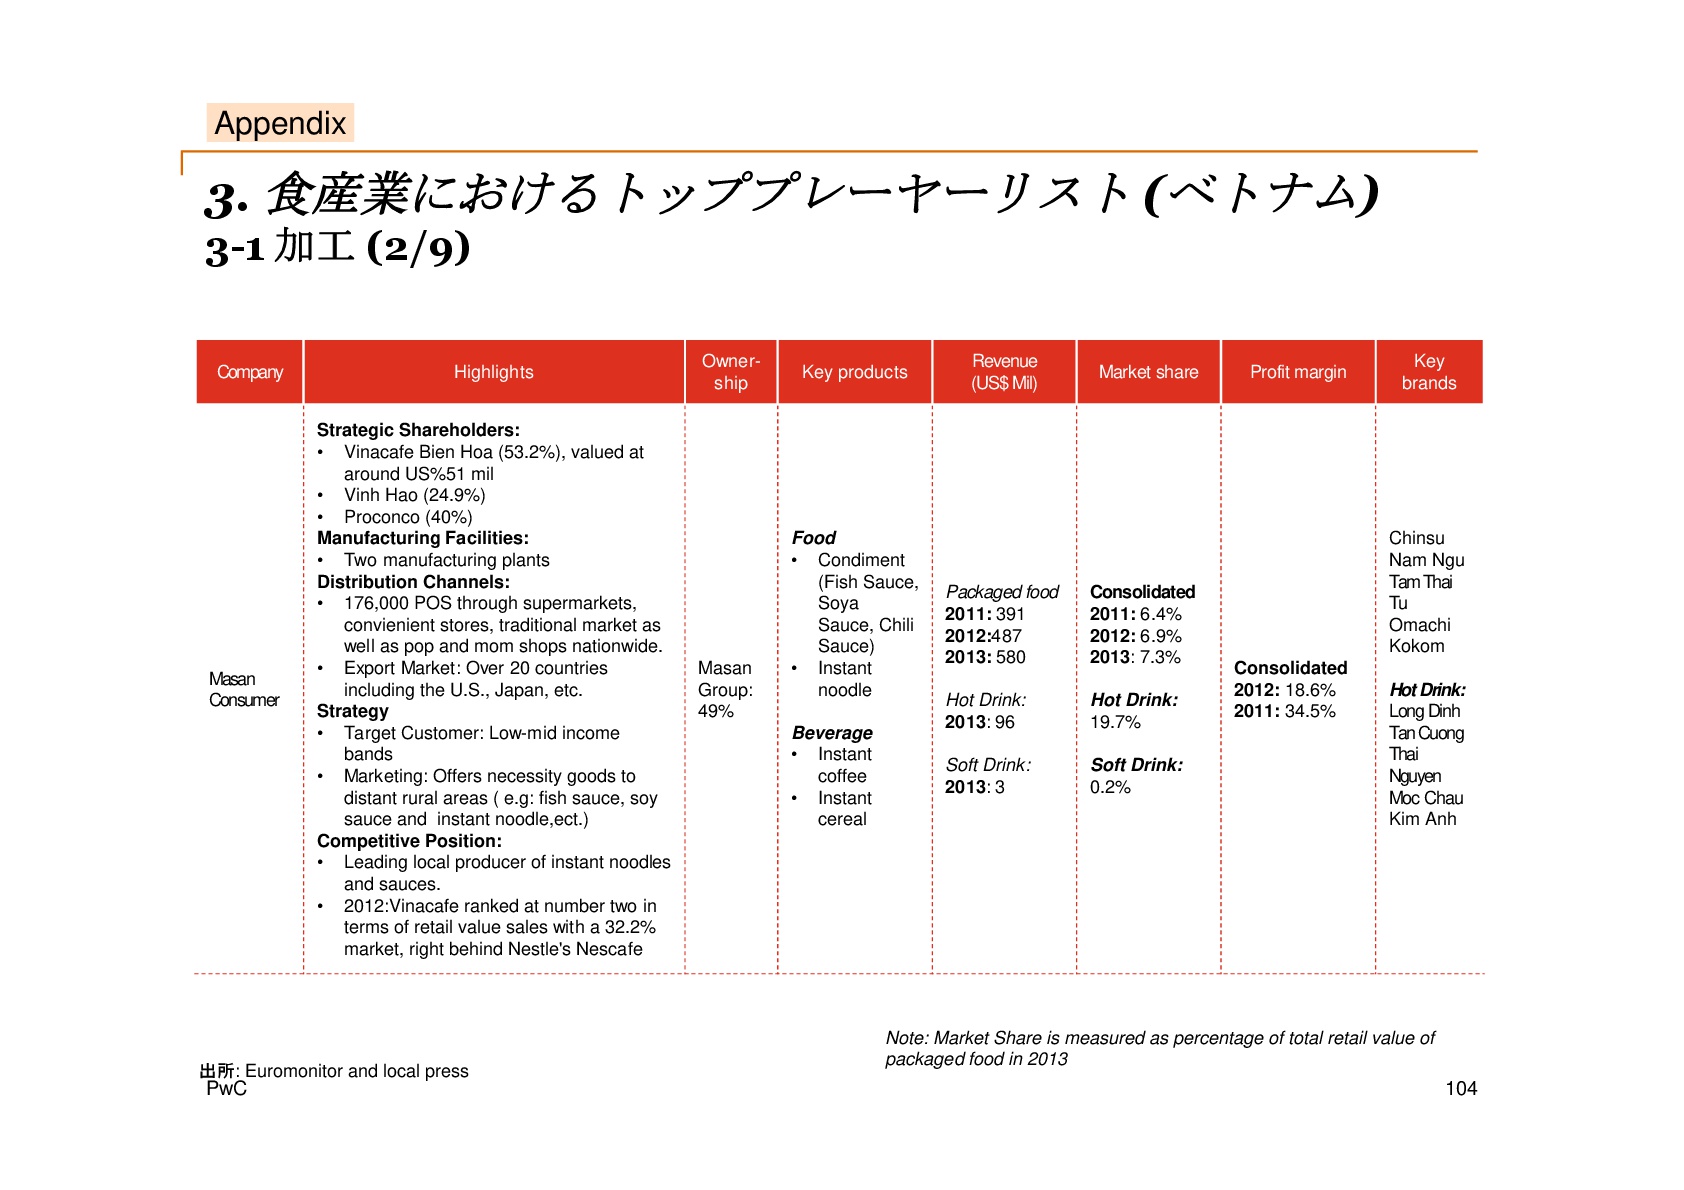 Appendix
3. 食産業におけるトッププレーヤーリスト(ベトナム)
3-1 加工 (2/9)
Company
Highlights
Owner-
ship
Key products
Revenue
(US$ Mil)
Market share
Profit margin
Key
brands
Masan
Consumer
Strategic Shareholders:
• Vinacafe Bien Hoa (53.2%), valued at
around US%51 mil
• Vinh Hao (24.9%)
• Proconco (40%)
Manufacturing Facilities:
• Two manufacturing plants
Distribution Channels:
• 176,000 POS through supermarkets,
convienient stores, traditional market as
well as pop and mom shops nationwide.
• Export Market: Over 20 countries
including the U.S., Japan, etc.
Strategy
• Target Customer: Low-mid income
bands
• Marketing: Offers necessity goods to
distant rural areas ( e.g: fish sauce, soy
sauce and instant noodle,ect.)
Competitive Position:
• Leading local producer of instant noodles
and sauces.
• 2012:Vinacafe ranked at number two in
terms of retail value sales with a 32.2%
market, right behind Nestle's Nescafe
Masan
Group:
49%
Food
• Condiment
(Fish Sauce,
Soya
Sauce, Chili
Sauce)
• Instant
noodle
Beverage
• Instant
coffee
• Instant
cereal
Packaged food
2011: 391
2012:487
2013: 580
Hot Drink:
2013: 96
Soft Drink:
2013: 3
Consolidated
2011: 6.4%
2012: 6.9%
2013: 7.3%
Hot Drink:
19.7%
Soft Drink:
0.2%
Consolidated
2012: 18.6%
2011: 34.5%
Chinsu
Nam Ngu
Tam Thai
Tu
Omachi
Kokom
Hot Drink:
Long Dinh
Tan Cuong
Thai
Nguyen
Moc Chau
Kim Anh
Note: Market Share is measured as percentage of total retail value of
packaged food in 2013
出所: Euromonitor and local press
PwC
104